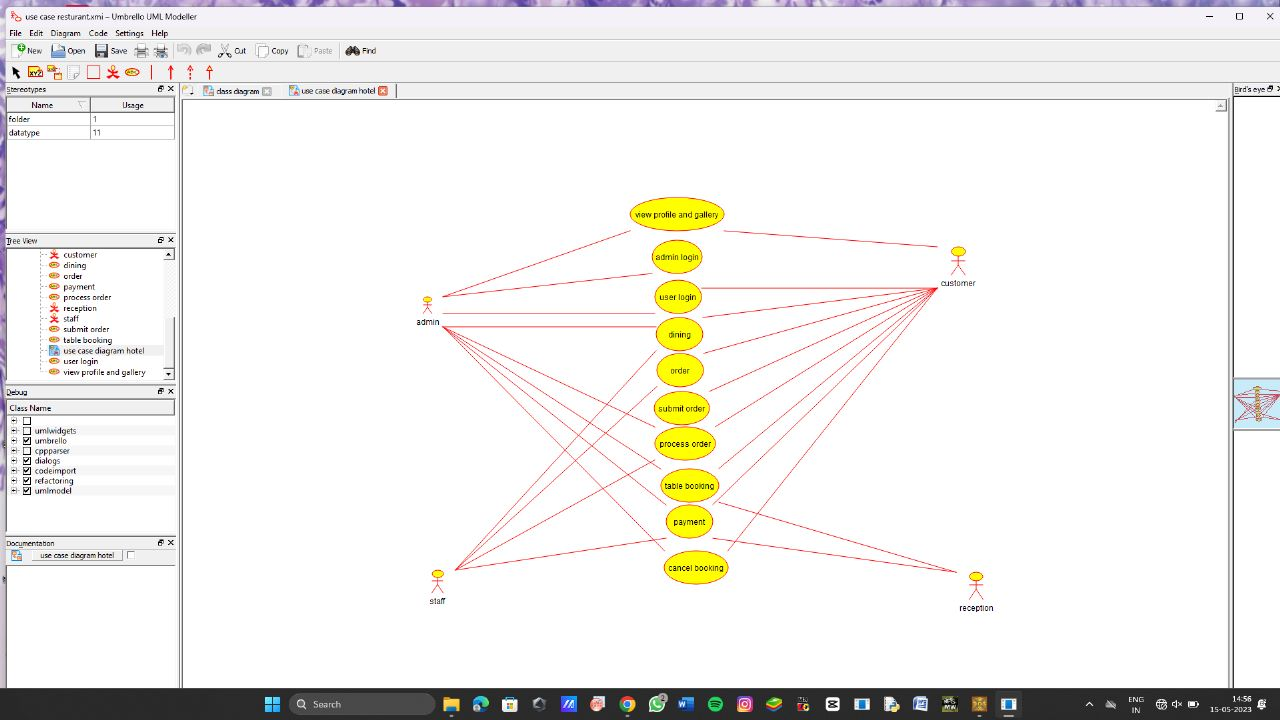 use case resturant.xmi – Umbrello UML Modeller
File Edit Diagram Code Settings Help
New Open Save Cut Copy Paste Find
XYZ
Stereotypes
Name Usage
folder 1
datatype 11
class diagram use case diagram hotel
Bird's eye
Tree View
customer
dining
order
payment
process order
reception
staff
submit order
table booking
use case diagram hotel
user login
view profile and gallery
Debug
Class Name
umlwidgets
umbrello
cppparser
dialogs
codeimport
refactoring
umlmodel
Documentation
use case diagram hotel
view profile and gallery
admin login
customer
user login
admin
dining
order
submit order
process order
table booking
payment
cancel booking
staff
reception
Search
2
ENG
IN
14:56
15-05-2023